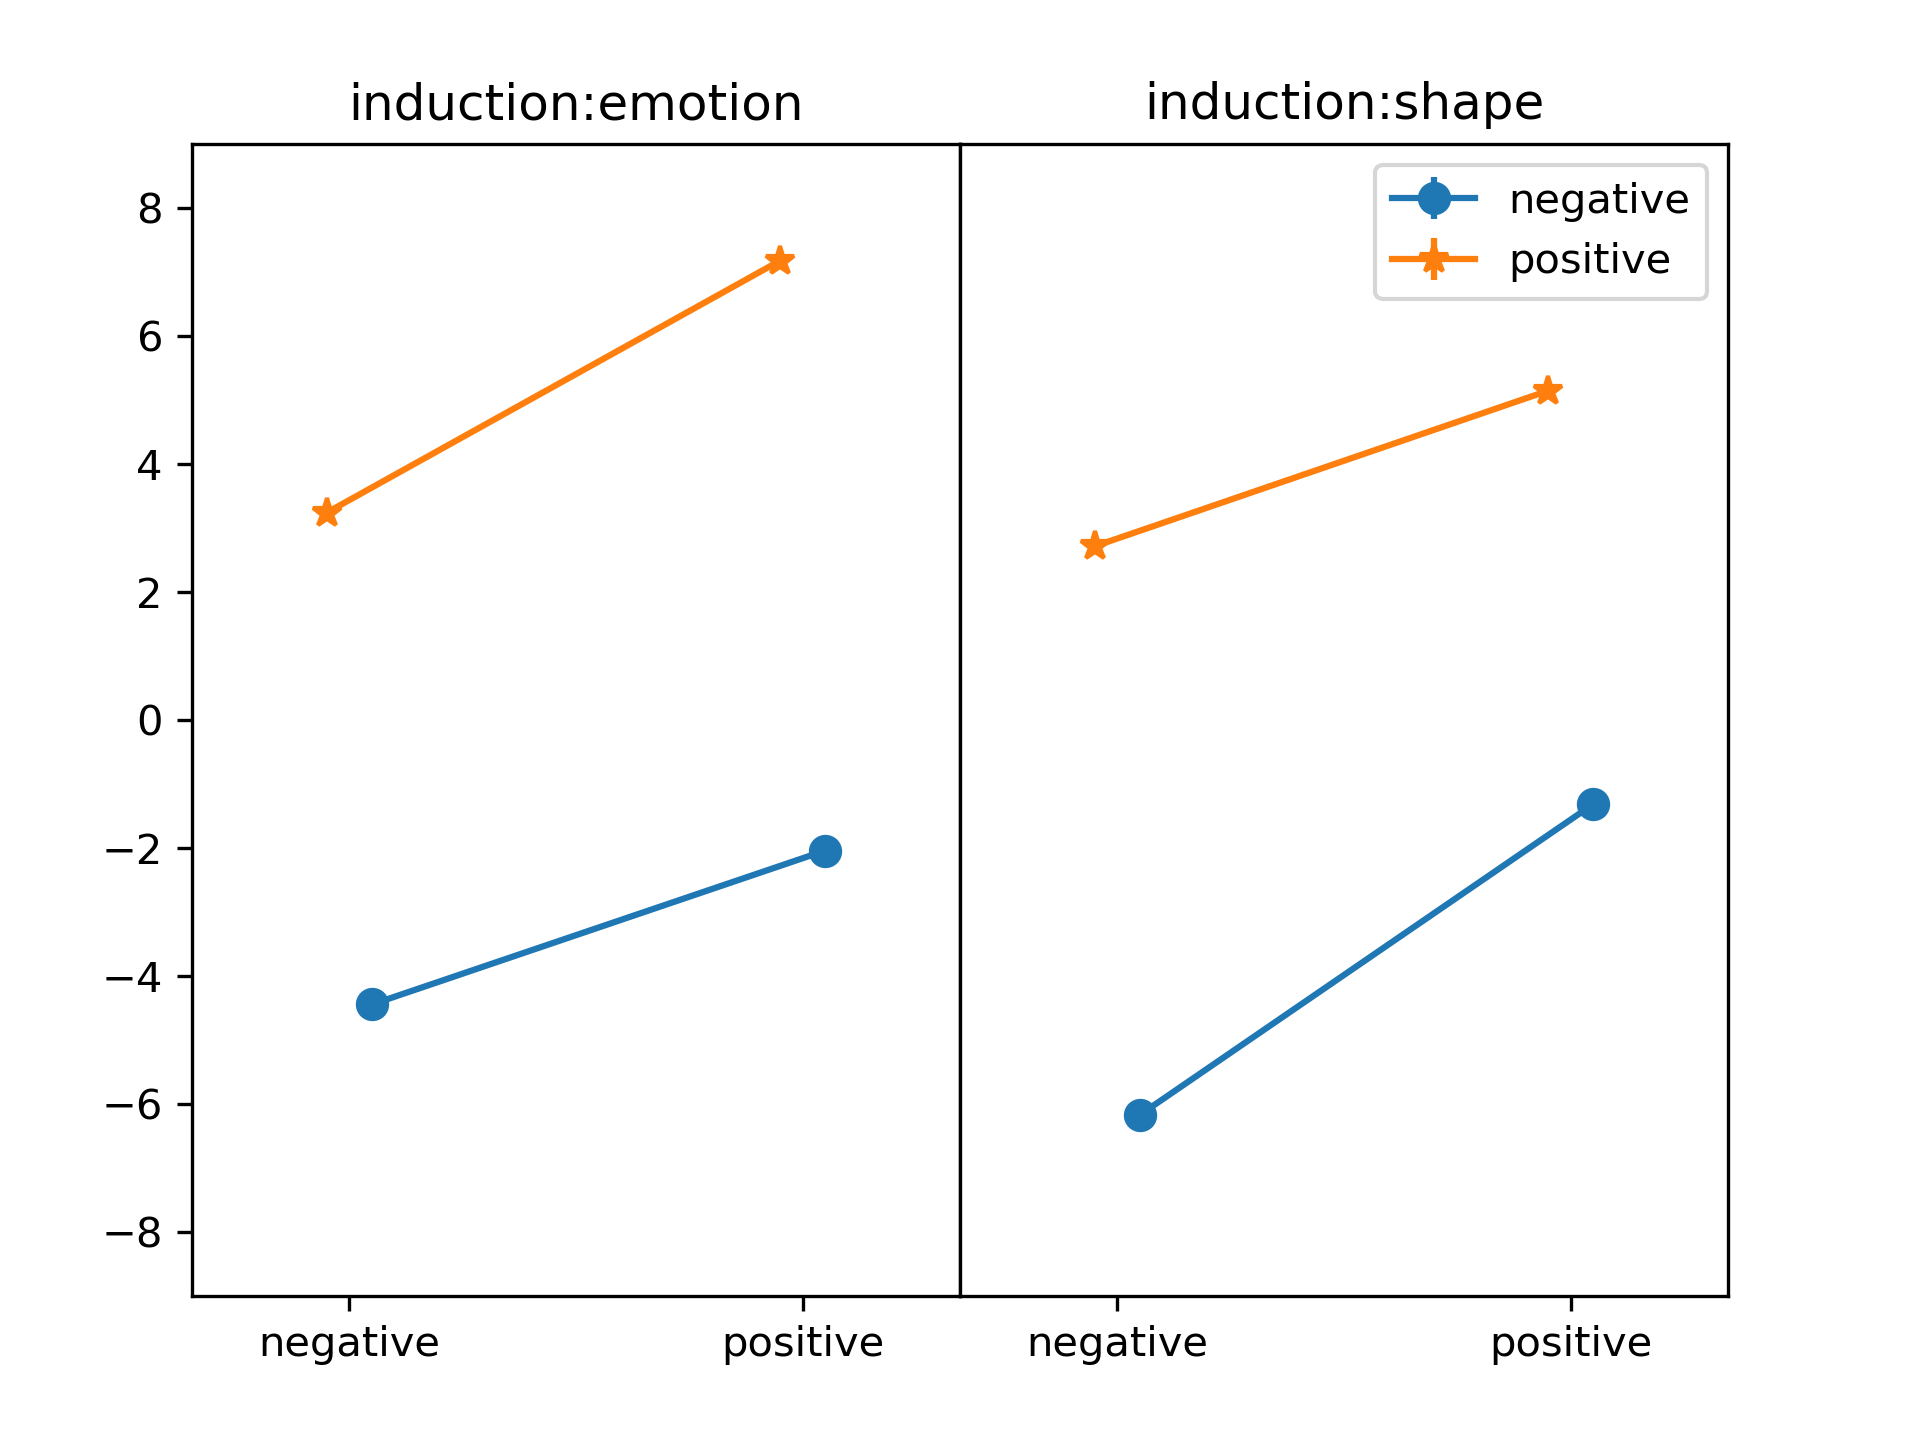 induction:emotion
induction:shape
negative
positive
8
6
4
2
0
−2
−4
−6
−8
negative
positive
negative
positive